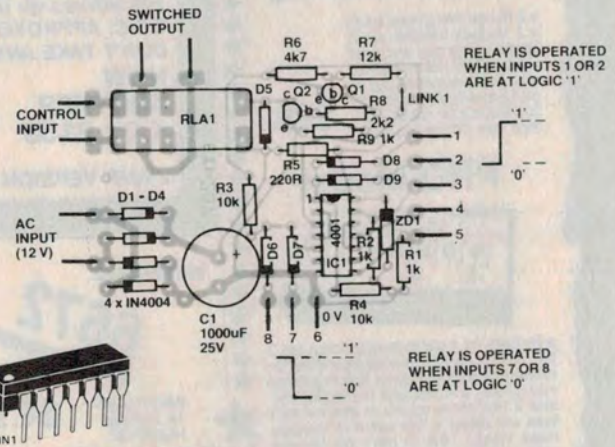 SWITCHED
OUTPUT
R6
4k7
R7
12k
RELAY IS OPERATED
WHEN INPUTS 1 OR 2
ARE AT LOGIC '1'
D5
c
Q2
e
b
Q1
c
b
e
R8
2k2
LINK 1
'1'
'0'
CONTROL
INPUT
RLA1
R9 1k
R5
220R
D8
D9
1
2
3
4
5
D1 - D4
R3
10k
AC
INPUT
(12 V)
1
4001
IC1
ZD1
R2
1k
R1
1k
D6
D7
+
4 x IN4004
R4
10k
C1
1000uF
25V
0 V
8
7
6
'1'
'0'
RELAY IS OPERATED
WHEN INPUTS 7 OR 8
ARE AT LOGIC '0'